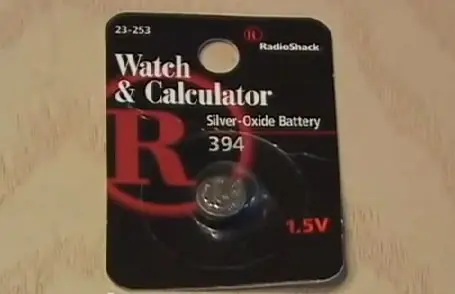 23-253
R RadioShack
Watch
& Calculator
Silver-Oxide Battery
394
R
1.5V